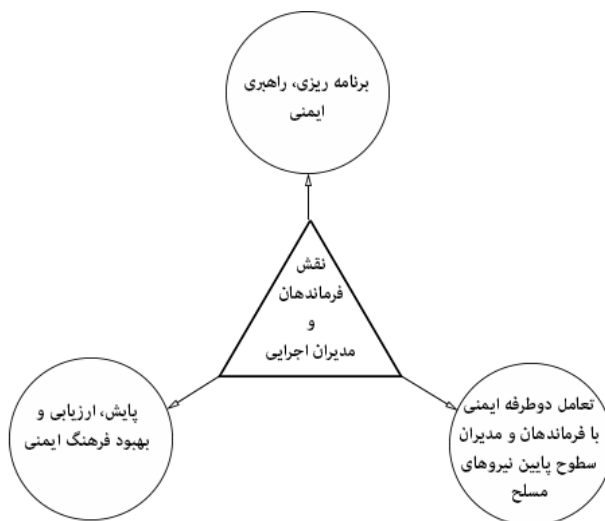 برنامه ریزی، راهبری
ایمنی
نقش
فرماندهان
و
مدیران اجرایی
تعامل دوطرفه ایمنی
با فرماندهان و مدیران
سطوح پایین نیروهای
مسلح
پایش، ارزیابی و
بهبود فرهنگ ایمنی